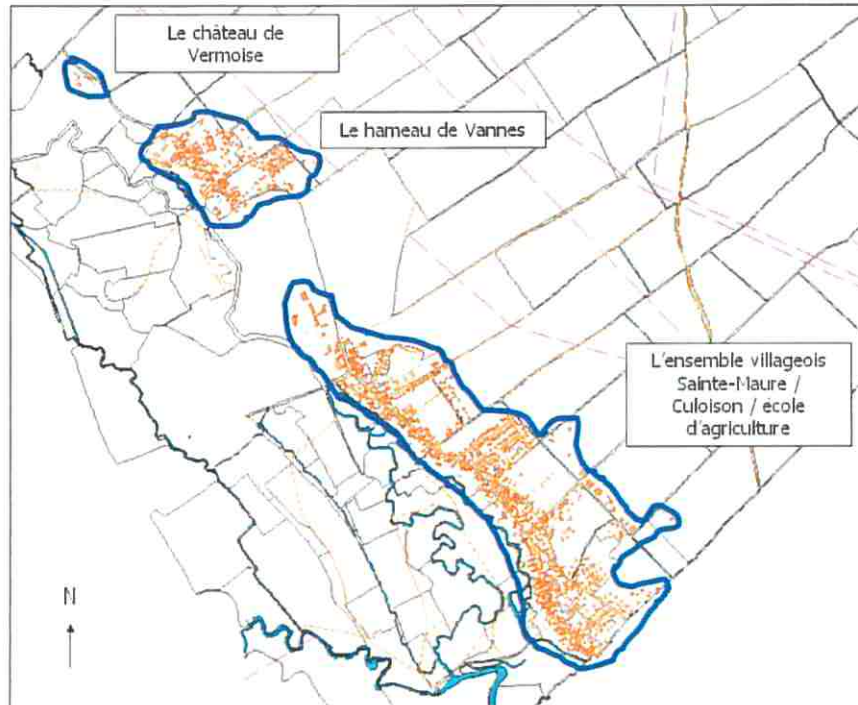 Le château de
Vermoise
Le hameau de Vannes
L'ensemble villageois
Sainte-Maure /
Culoison / école
d'agriculture
N